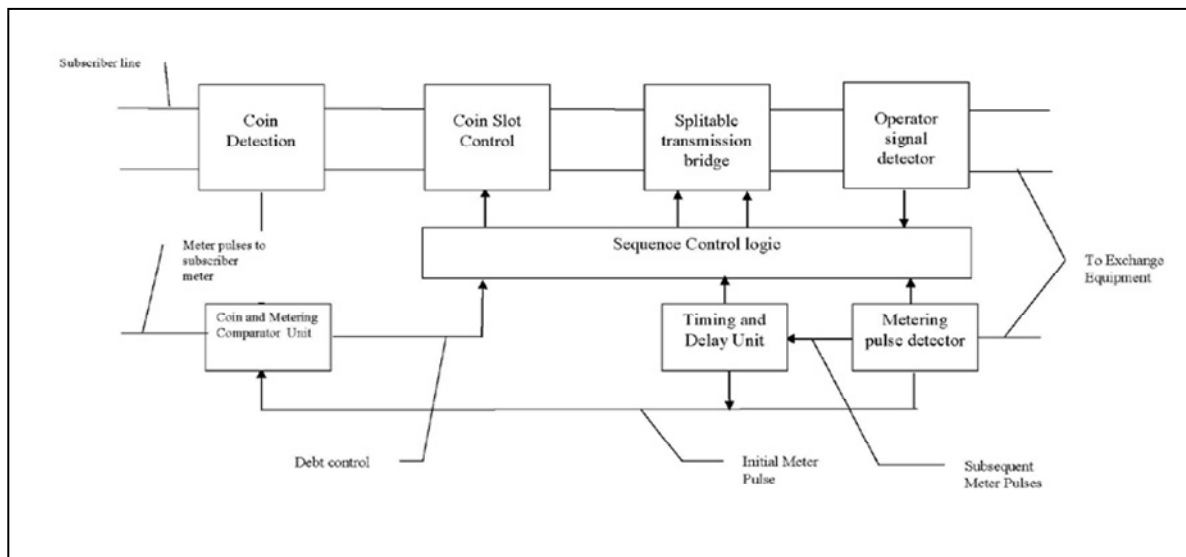 Subscriber line
Coin
Detection
Coin Slot
Control
Splitable
transmission
bridge
Operator
signal
detector
Sequence Control logic
Meter pulses to
subscriber
meter
To Exchange
Equipment
Coin and Metering
Comparator Unit
Timing and
Delay Unit
Metering
pulse detector
Debt control
Initial Meter
Pulse
Subsequent
Meter Pulses